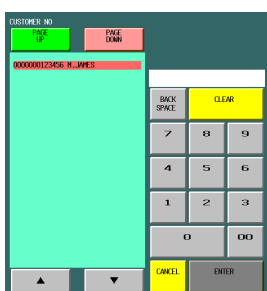 CUSTOMER NO
PAGE UP
PAGE DOWN
0000000123456 M.JAMES
BACK SPACE
CLEAR
7 8 9
4 5 6
1 2 3
0 00
CANCEL ENTER